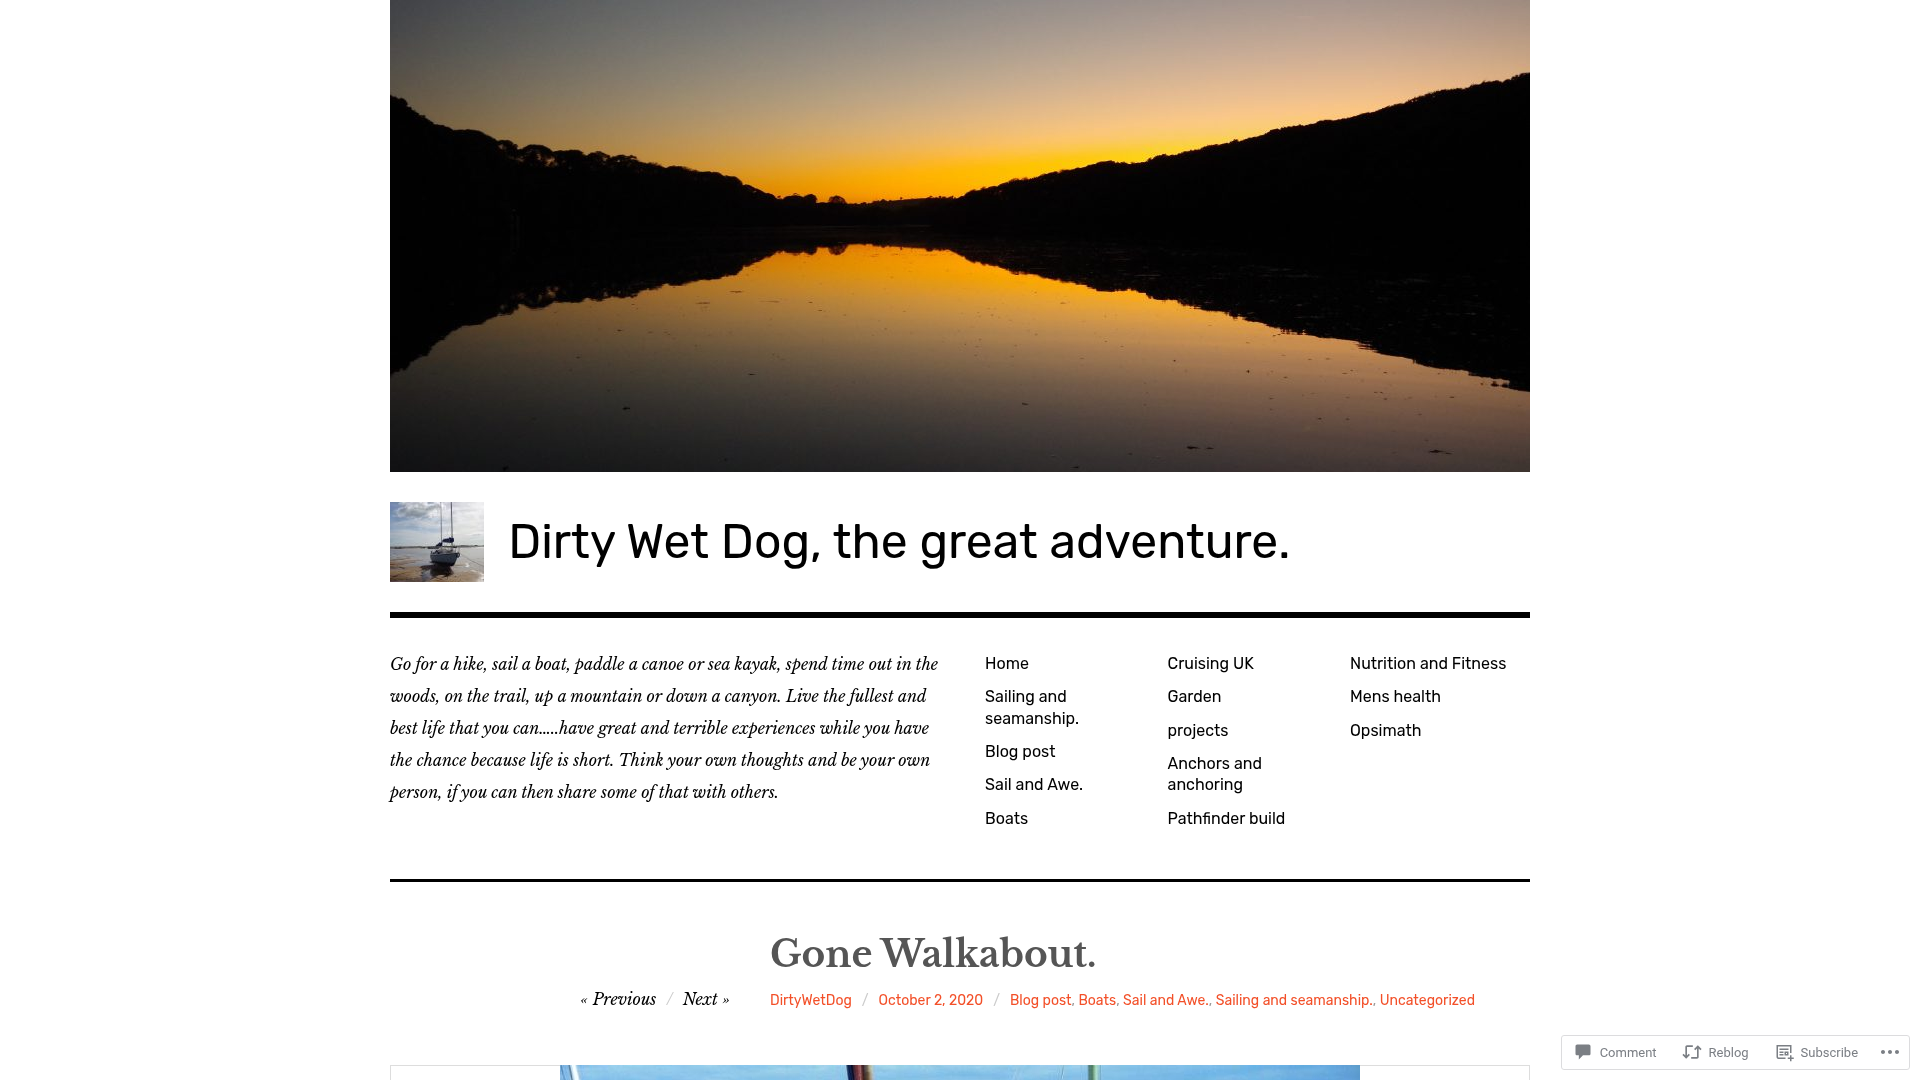 Dirty Wet Dog, the great adventure.
Go for a hike, sail a boat, paddle a canoe or sea kayak, spend time out in the
woods, on the trail, up a mountain or down a canyon. Live the fullest and
best life that you can.....have great and terrible experiences while you have
the chance because life is short. Think your own thoughts and be your own
person, if you can then share some of that with others.
Home
Sailing and
seamanship.
Blog post
Sail and Awe.
Boats
Cruising UK
Garden
projects
Anchors and
anchoring
Pathfinder build
Nutrition and Fitness
Mens health
Opsimath
Gone Walkabout.
« Previous / Next »
DirtyWetDog / October 2, 2020 / Blog post, Boats, Sail and Awe., Sailing and seamanship., Uncategorized
Comment Reblog Subscribe